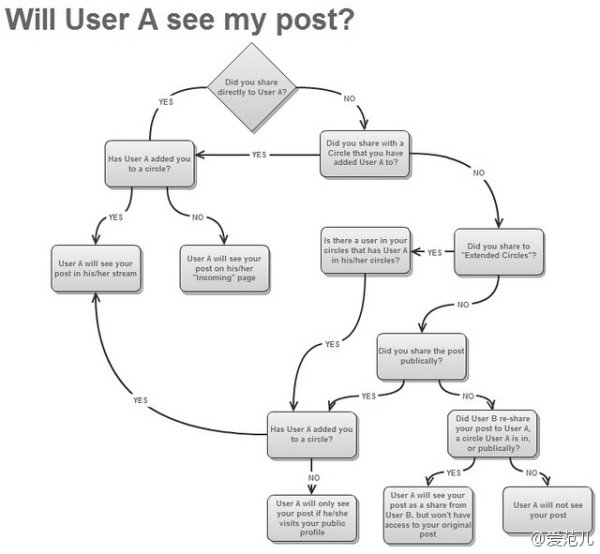 Will User A see my post?
Did you share
directly to User A?
YES
NO
Has User A added you
to a circle?
YES
Did you share with a
Circle that you have
added User A to?
NO
YES
NO
User A will see your
post in his/her stream
User A will see your
post on his/her
"Incoming" page
Is there a user in your
circles that has User A
in his/her circles?
YES
Did you share to
"Extended Circles"?
NO
YES
Did you share the post
publically?
YES
YES
NO
Has User A added you
to a circle?
Did User B re-share
your post to User A,
a circle User A is in,
or publically?
NO
YES
NO
User A will only see
your post if he/she
visits your public
profile
User A will see your
post as a share from
User B, but won't have
access to your original
post
User A will not see
your post
@爱范儿